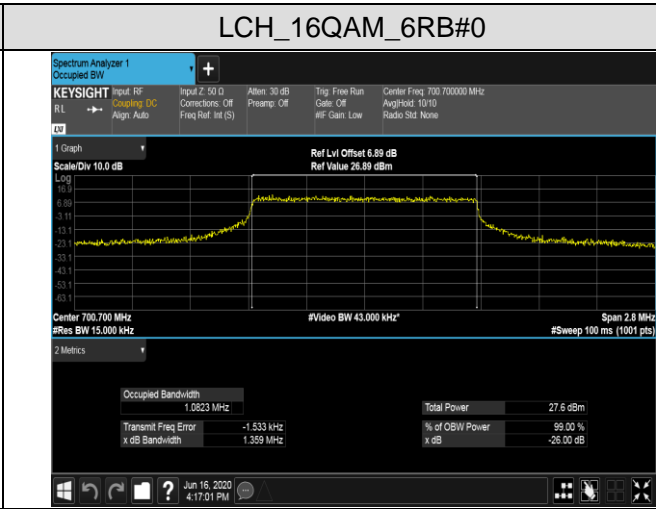 LCH_16QAM_6RB#0
Spectrum Analyzer 1
Occupied BW
+
KEYSIGHT Input: RF Input Z: 50 Ω Atten: 30 dB Trig: Free Run Center Freq: 700.700000 MHz
RL Coupling: DC Corrections: Off Preamp: Off Gate: Off Avg|Hold: 10/10
Align: Auto Freq Ref: Int (S) #IF Gain: Low Radio Std: None
LXI
1 Graph Ref Lvl Offset 6.89 dB
Scale/Div 10.0 dB Ref Value 26.89 dBm
Log
16.9
6.89
-3.11
-13.1
-23.1
-33.1
-43.1
-53.1
-63.1
Center 700.700 MHz #Video BW 43.000 kHz* Span 2.8 MHz
#Res BW 15.000 kHz #Sweep 100 ms (1001 pts)
2 Metrics
Occupied Bandwidth
1.0823 MHz Total Power 27.6 dBm
Transmit Freq Error -1.533 kHz % of OBW Power 99.00 %
x dB Bandwidth 1.359 MHz x dB -26.00 dB
? Jun 16, 2020
4:17:01 PM